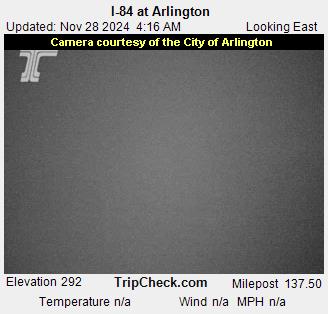 I-84 at Arlington
Updated: Nov 28 2024 4:16 AM Looking East
Camera courtesy of the City of Arlington
Elevation 292 TripCheck.com Milepost 137.50
Temperature n/a Wind n/a MPH n/a